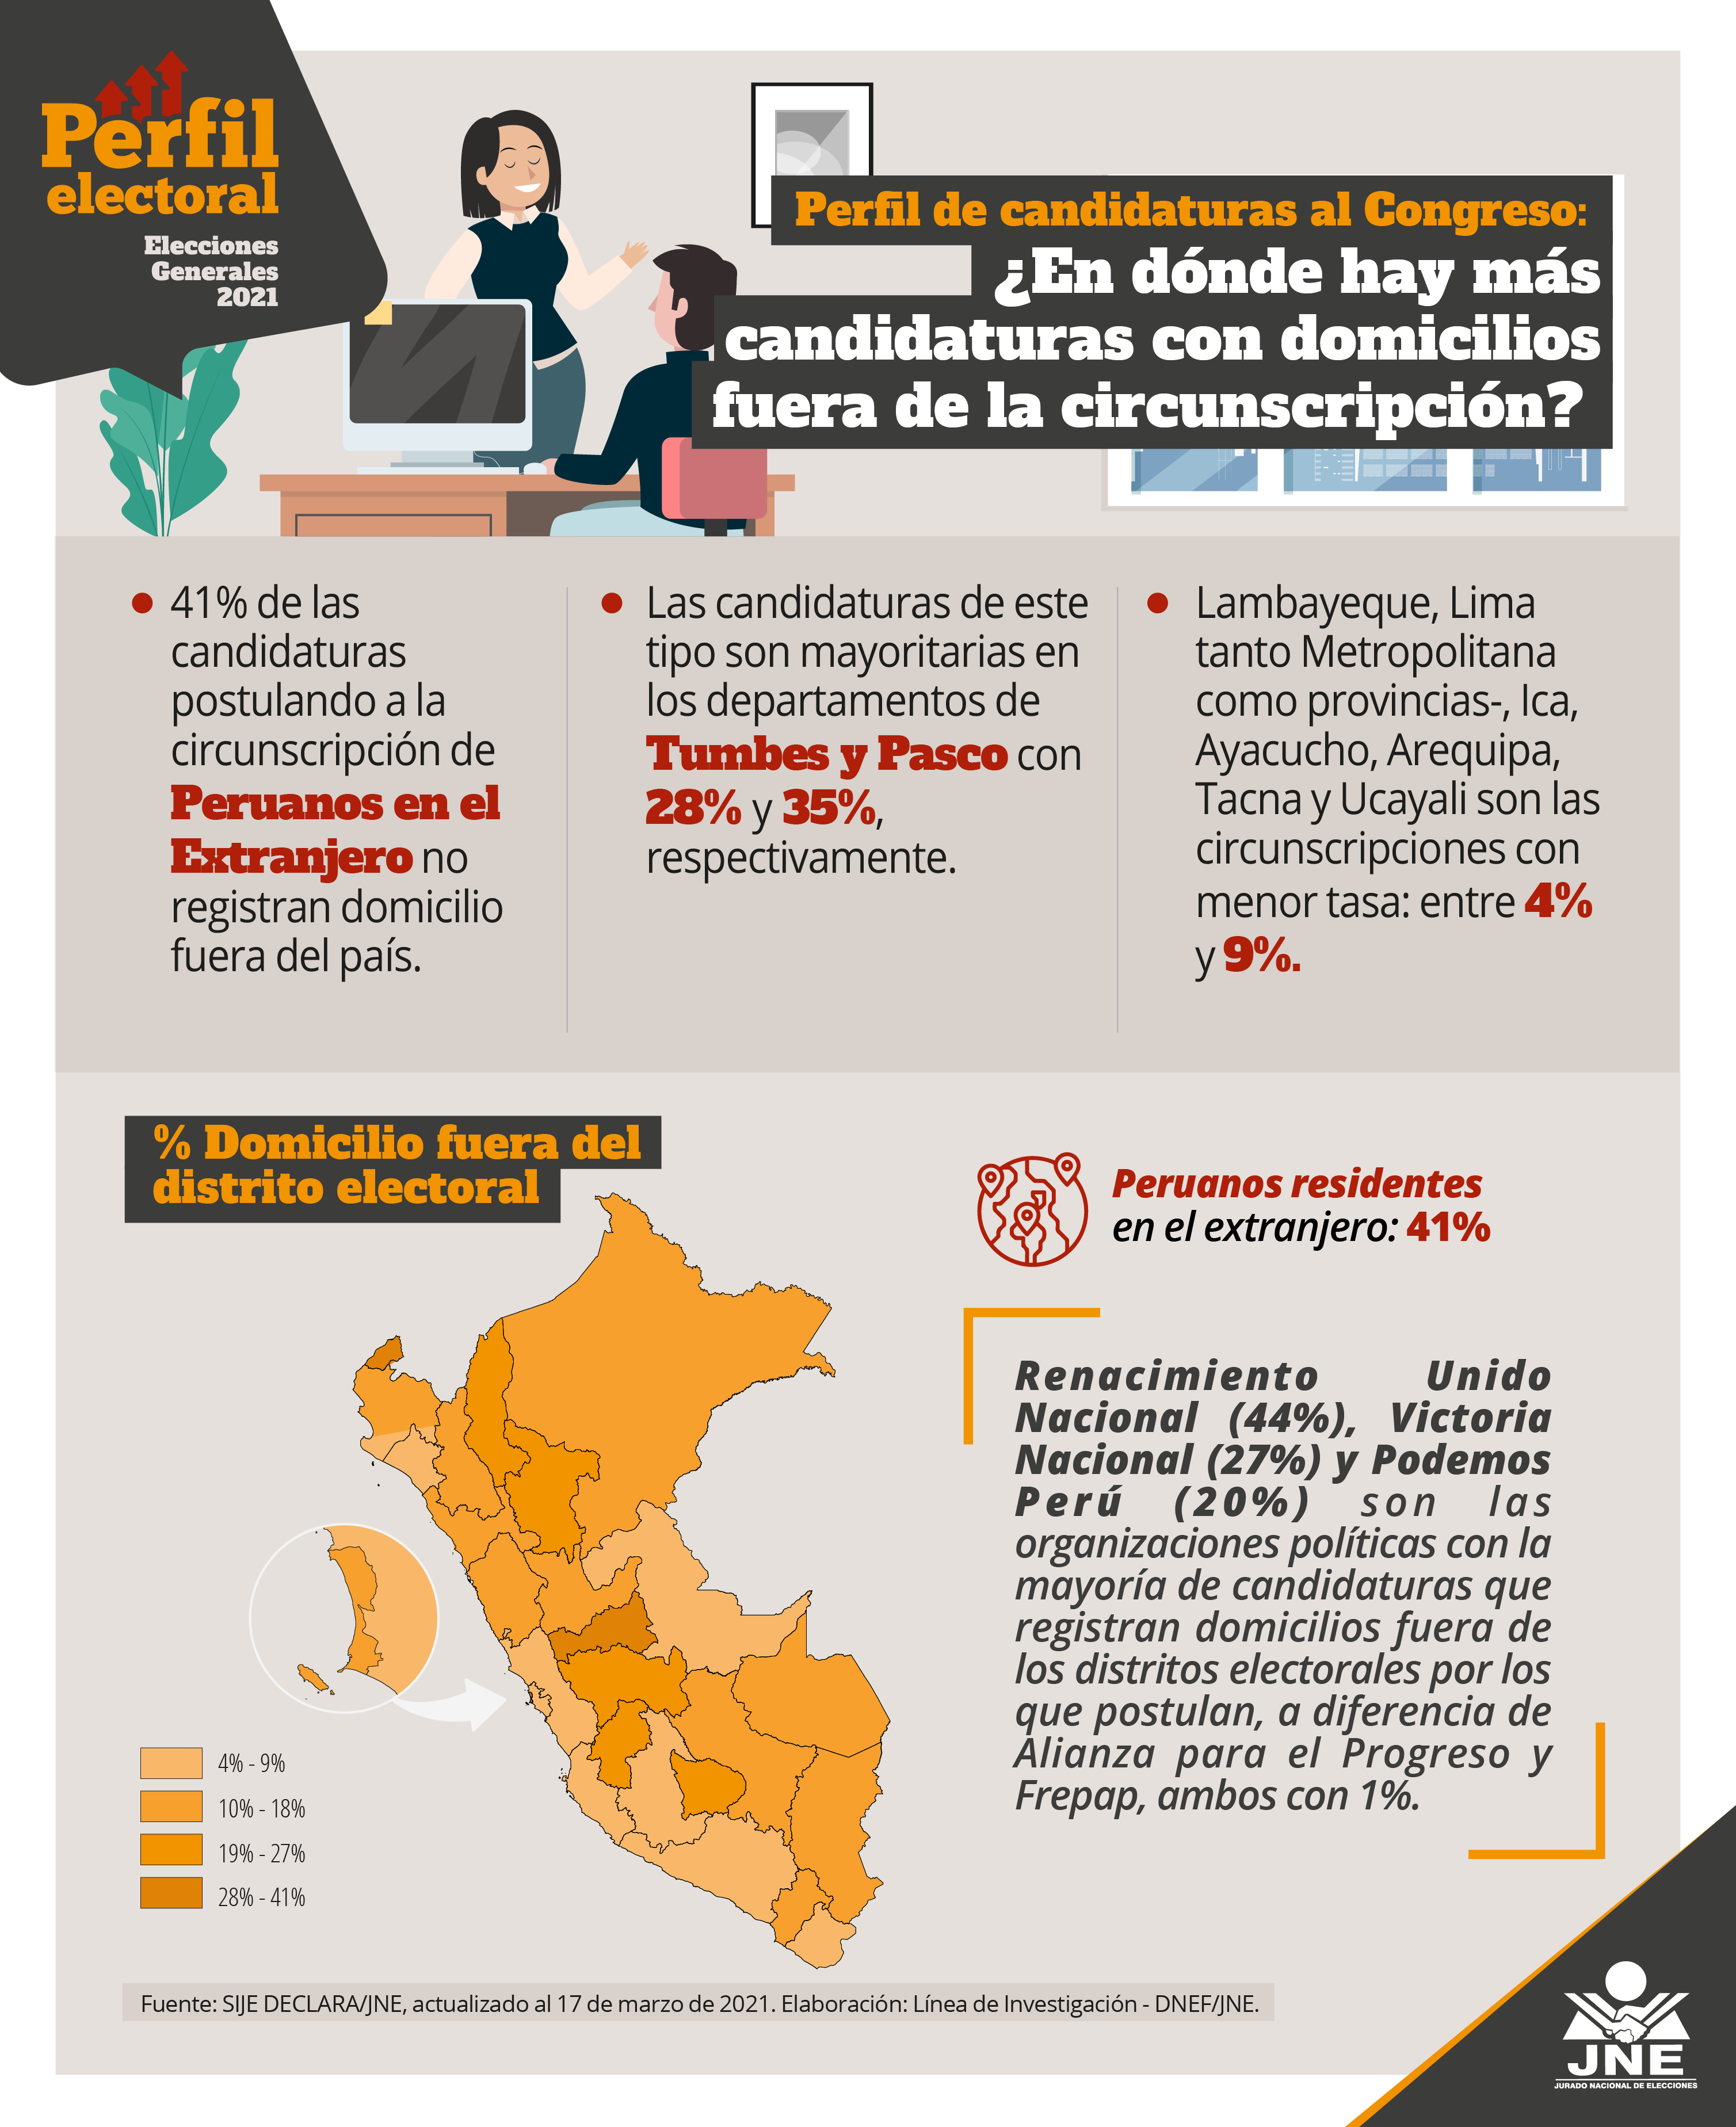 Perfil
electoral
Elecciones
Generales
2021
Perfil de candidaturas al Congreso:
¿En dónde hay más
candidaturas con domicilios
fuera de la circunscripción?
41% de las
candidaturas
postulando a la
circunscripción de
Peruanos en el
Extranjero no
registran domicilio
fuera del país.
Las candidaturas de este
tipo son mayoritarias en
los departamentos de
Tumbes y Pasco con
28% y 35%,
respectivamente.
Lambayeque, Lima
tanto Metropolitana
como provincias-, Ica,
Ayacucho, Arequipa,
Tacna y Ucayali son las
circunscripciones con
menor tasa: entre 4%
y 9%.
% Domicilio fuera del
distrito electoral
Peruanos residentes
en el extranjero: 41%
Renacimiento Unido
Nacional (44%), Victoria
Nacional (27%) y Podemos
Perú (20%) son las
organizaciones políticas con la
mayoría de candidaturas que
registran domicilios fuera de
los distritos electorales por los
que postulan, a diferencia de
Alianza para el Progreso y
Frepap, ambos con 1%.
4% - 9%
10% - 18%
19% - 27%
28% - 41%
Fuente: SIJE DECLARA/JNE, actualizado al 17 de marzo de 2021. Elaboración: Línea de Investigación - DNEF/JNE.
JNE
JURADO NACIONAL DE ELECCIONES